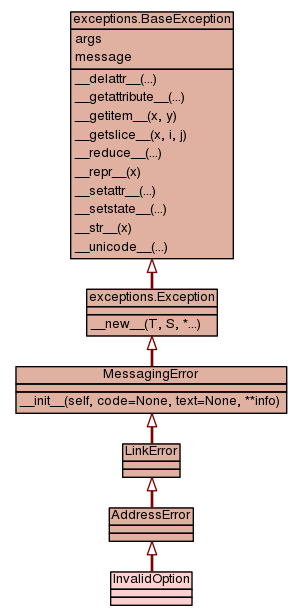 exceptions.BaseException
args
message
__delattr__(...)
__getattribute__(...)
__getitem__(x, y)
__getslice__(x, i, j)
__reduce__(...)
__repr__(x)
__setattr__(...)
__setstate__(...)
__str__(x)
__unicode__(...)
exceptions.Exception
__new__(T, S, *...)
MessagingError
__init__(self, code=None, text=None, **info)
LinkError
AddressError
InvalidOption